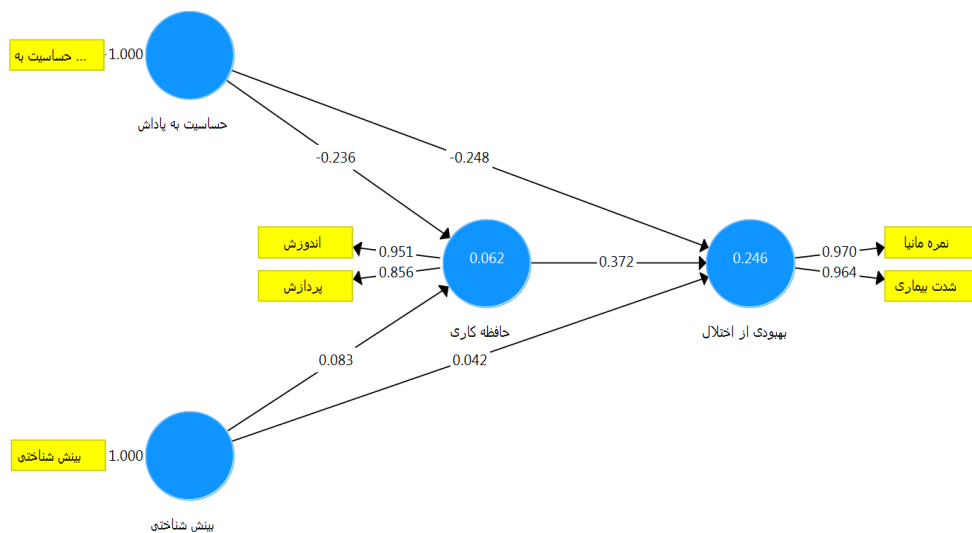 حساسیت به ...
1.000
حساسیت به پاداش
-0.236
-0.248
اندوزش
0.951
پردازش
0.856
0.062
حافظه کاری
0.372
0.246
بهبودی از اختلال
0.970
نمره مانیا
0.964
شدت بیماری
0.083
0.042
بینش شناختی
1.000
بینش شناختی